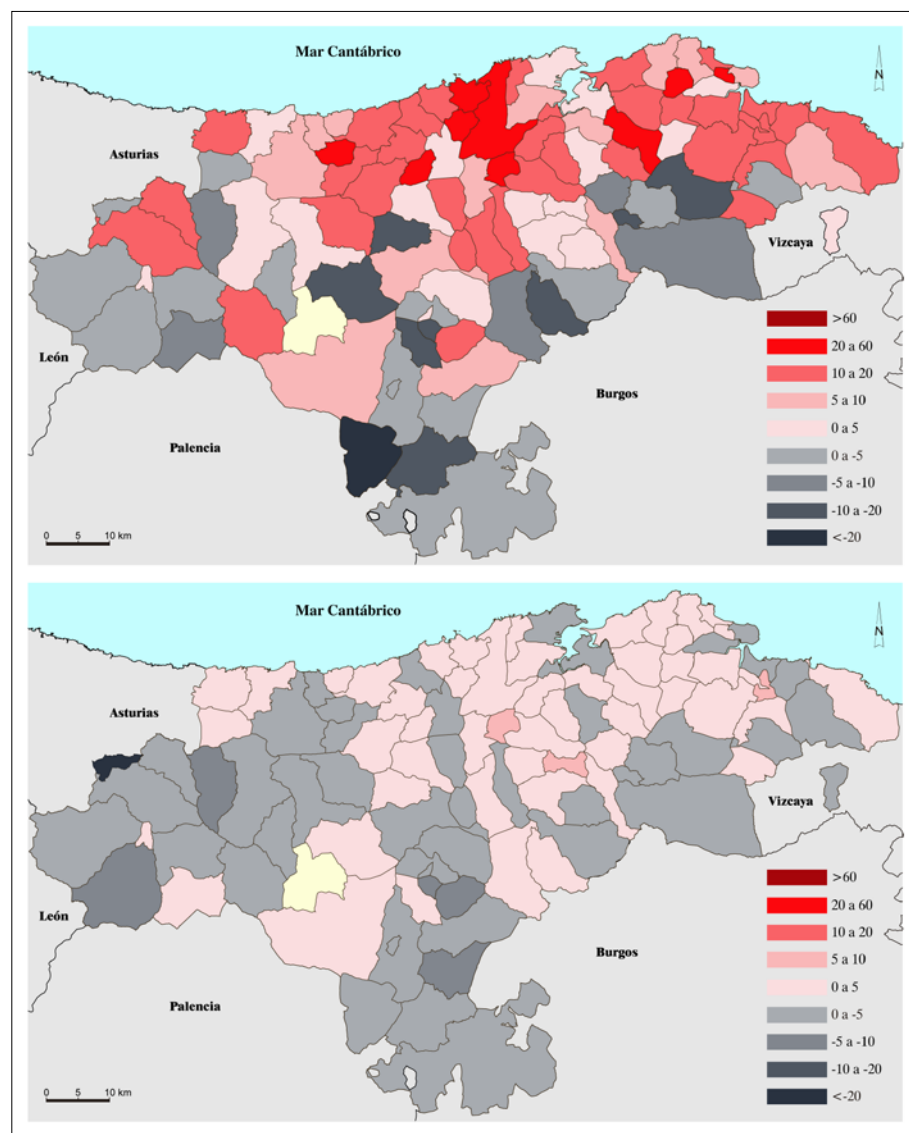 Mar Cantábrico
N
Asturias
Vizcaya
León
Burgos
Palencia
>60
20 a 60
10 a 20
5 a 10
0 a 5
0 a -5
-5 a -10
-10 a -20
<-20
0 5 10 km
Mar Cantábrico
N
Asturias
Vizcaya
León
Burgos
Palencia
>60
20 a 60
10 a 20
5 a 10
0 a 5
0 a -5
-5 a -10
-10 a -20
<-20
0 5 10 km